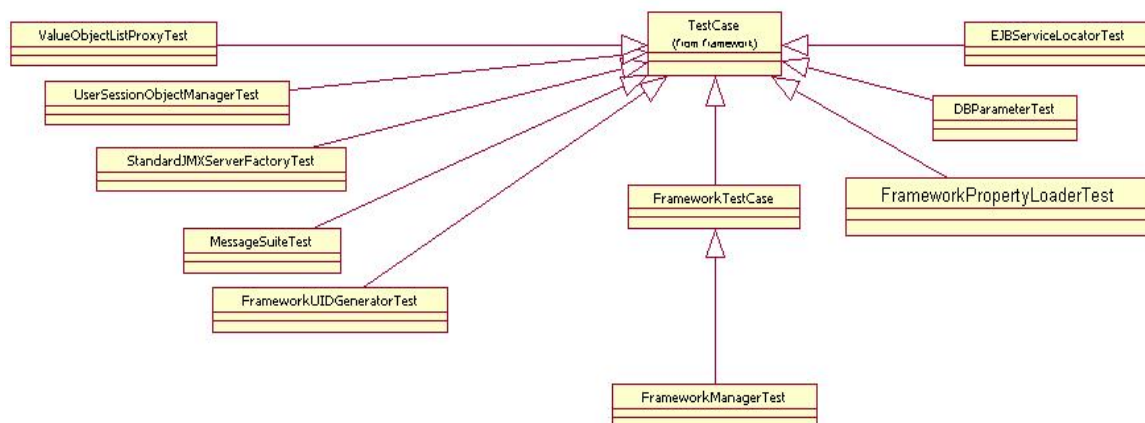 TestCase
(from framework)
ValueObjectListProxyTest
EJBServiceLocatorTest
UserSessionObjectManagerTest
DBParameterTest
StandardJMXServerFactoryTest
FrameworkTestCase
FrameworkPropertyLoaderTest
MessageSuiteTest
FrameworkUIDGeneratorTest
FrameworkManagerTest